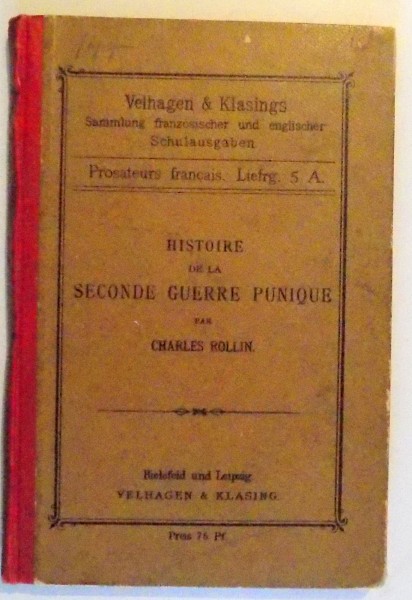 Velhagen & Klasings
Sammlung französischer und englischer
Schulausgaben
Prosateurs français. Liefrg. 5 A.
HISTOIRE
DE LA
SECONDE GUERRE PUNIQUE
PAR
CHARLES ROLLIN.
Bielefeld und Leipzig
VELHAGEN & KLASING.
Preis 75 Pf.